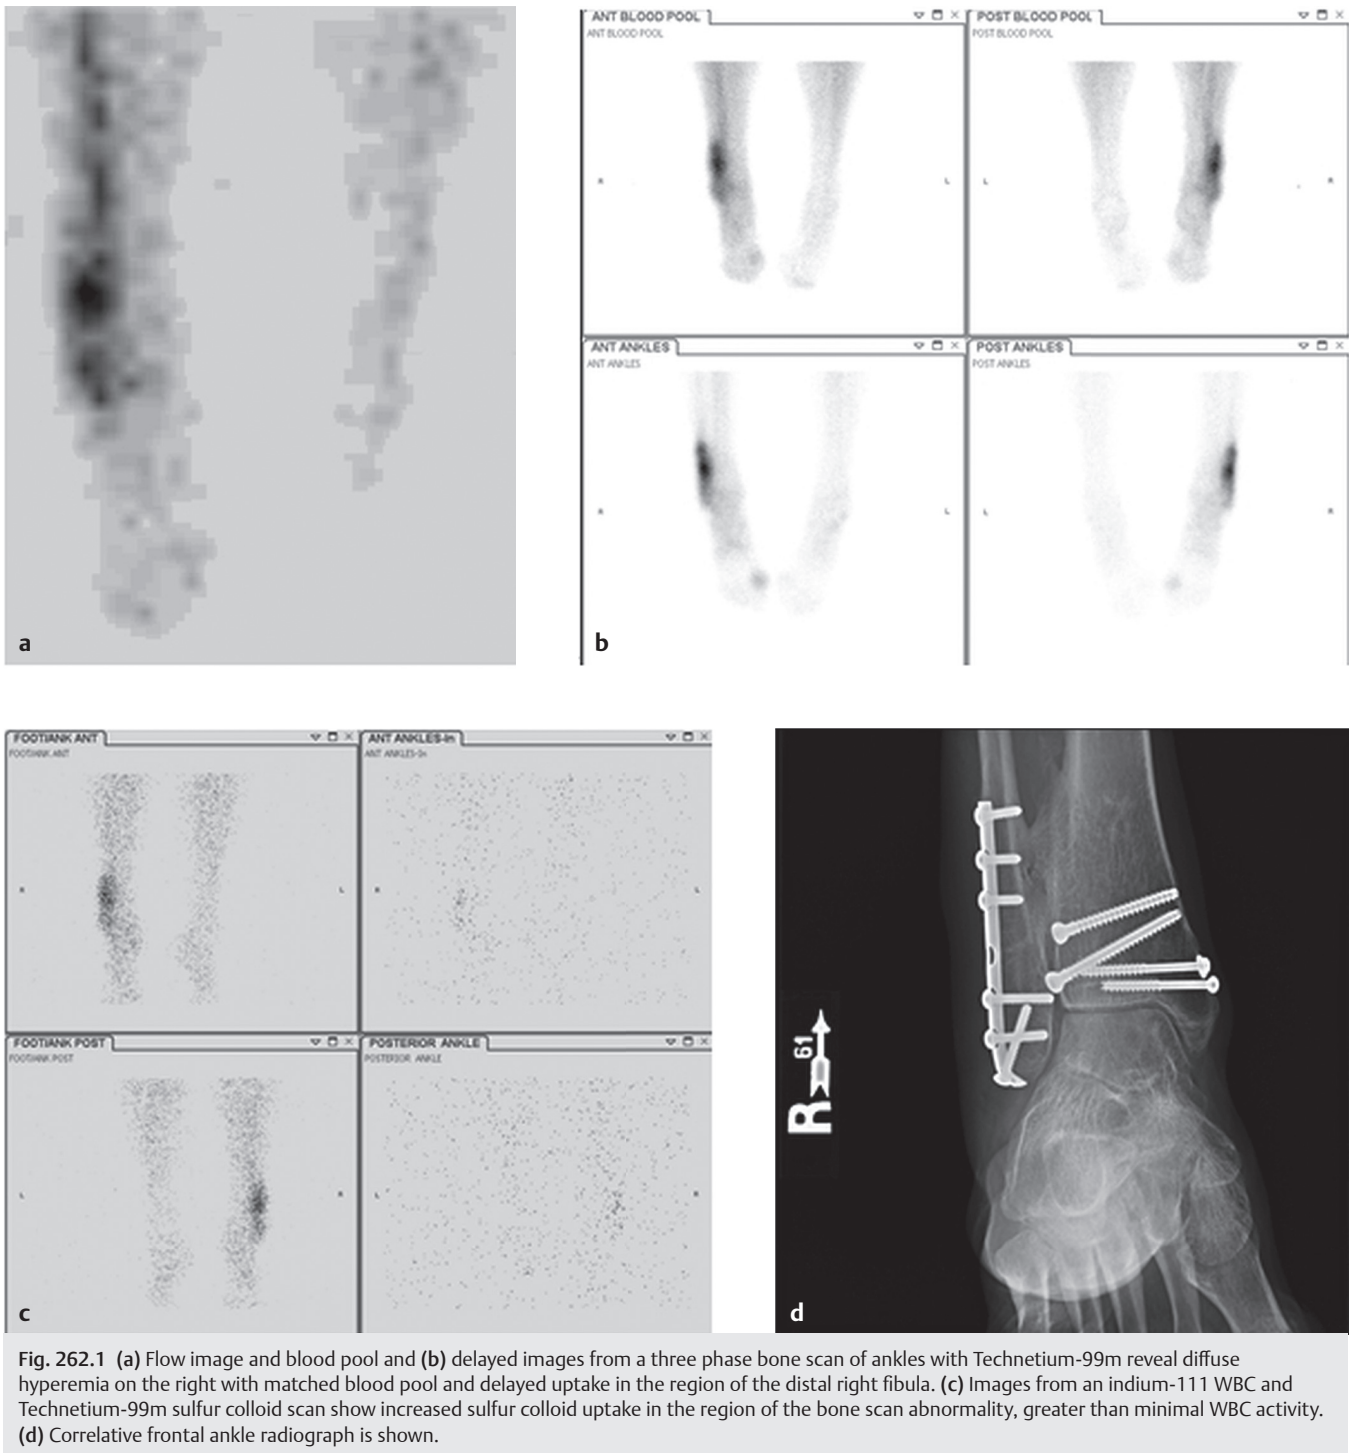 ANT BLOOD POOL
ANT BLOOD POOL
R
L
POST BLOOD POOL
POST BLOOD POOL
L
R
ANT ANKLES
ANT ANKLES
R
L
POST ANKLES
POST ANKLES
L
R
a
b
FOOT/ANK ANT
FOOT/ANK ANT
R
L
ANT ANKLES-In
ANT ANKLES-In
R
L
FOOT/ANK POST
FOOT/ANK POST
L
R
POSTERIOR ANKLE
POSTERIOR ANKLE
L
R
c
R
61
d
Fig. 262.1 (a) Flow image and blood pool and (b) delayed images from a three phase bone scan of ankles with Technetium-99m reveal diffuse
hyperemia on the right with matched blood pool and delayed uptake in the region of the distal right fibula. (c) Images from an indium-111 WBC and
Technetium-99m sulfur colloid scan show increased sulfur colloid uptake in the region of the bone scan abnormality, greater than minimal WBC activity.
(d) Correlative frontal ankle radiograph is shown.